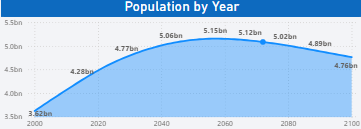 Population by Year
5.5bn
5.0bn
4.5bn
4.0bn
3.5bn
3.62bn
4.28bn
4.77bn
5.06bn
5.15bn
5.12bn
5.02bn
4.89bn
4.76bn
2000
2020
2040
2060
2080
2100